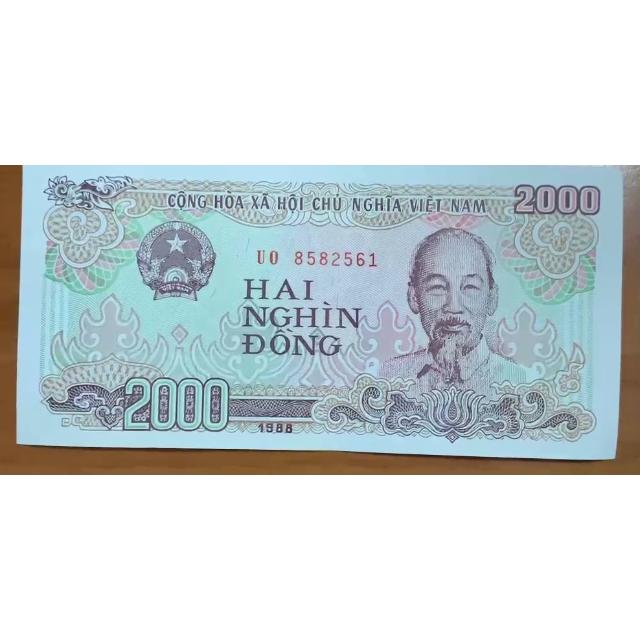 CỘNG HÒA XÃ HỘI CHỦ NGHĨA VIỆT NAM
2000
UO 8582561
HAI
NGHÌN
ĐỒNG
2000
1988